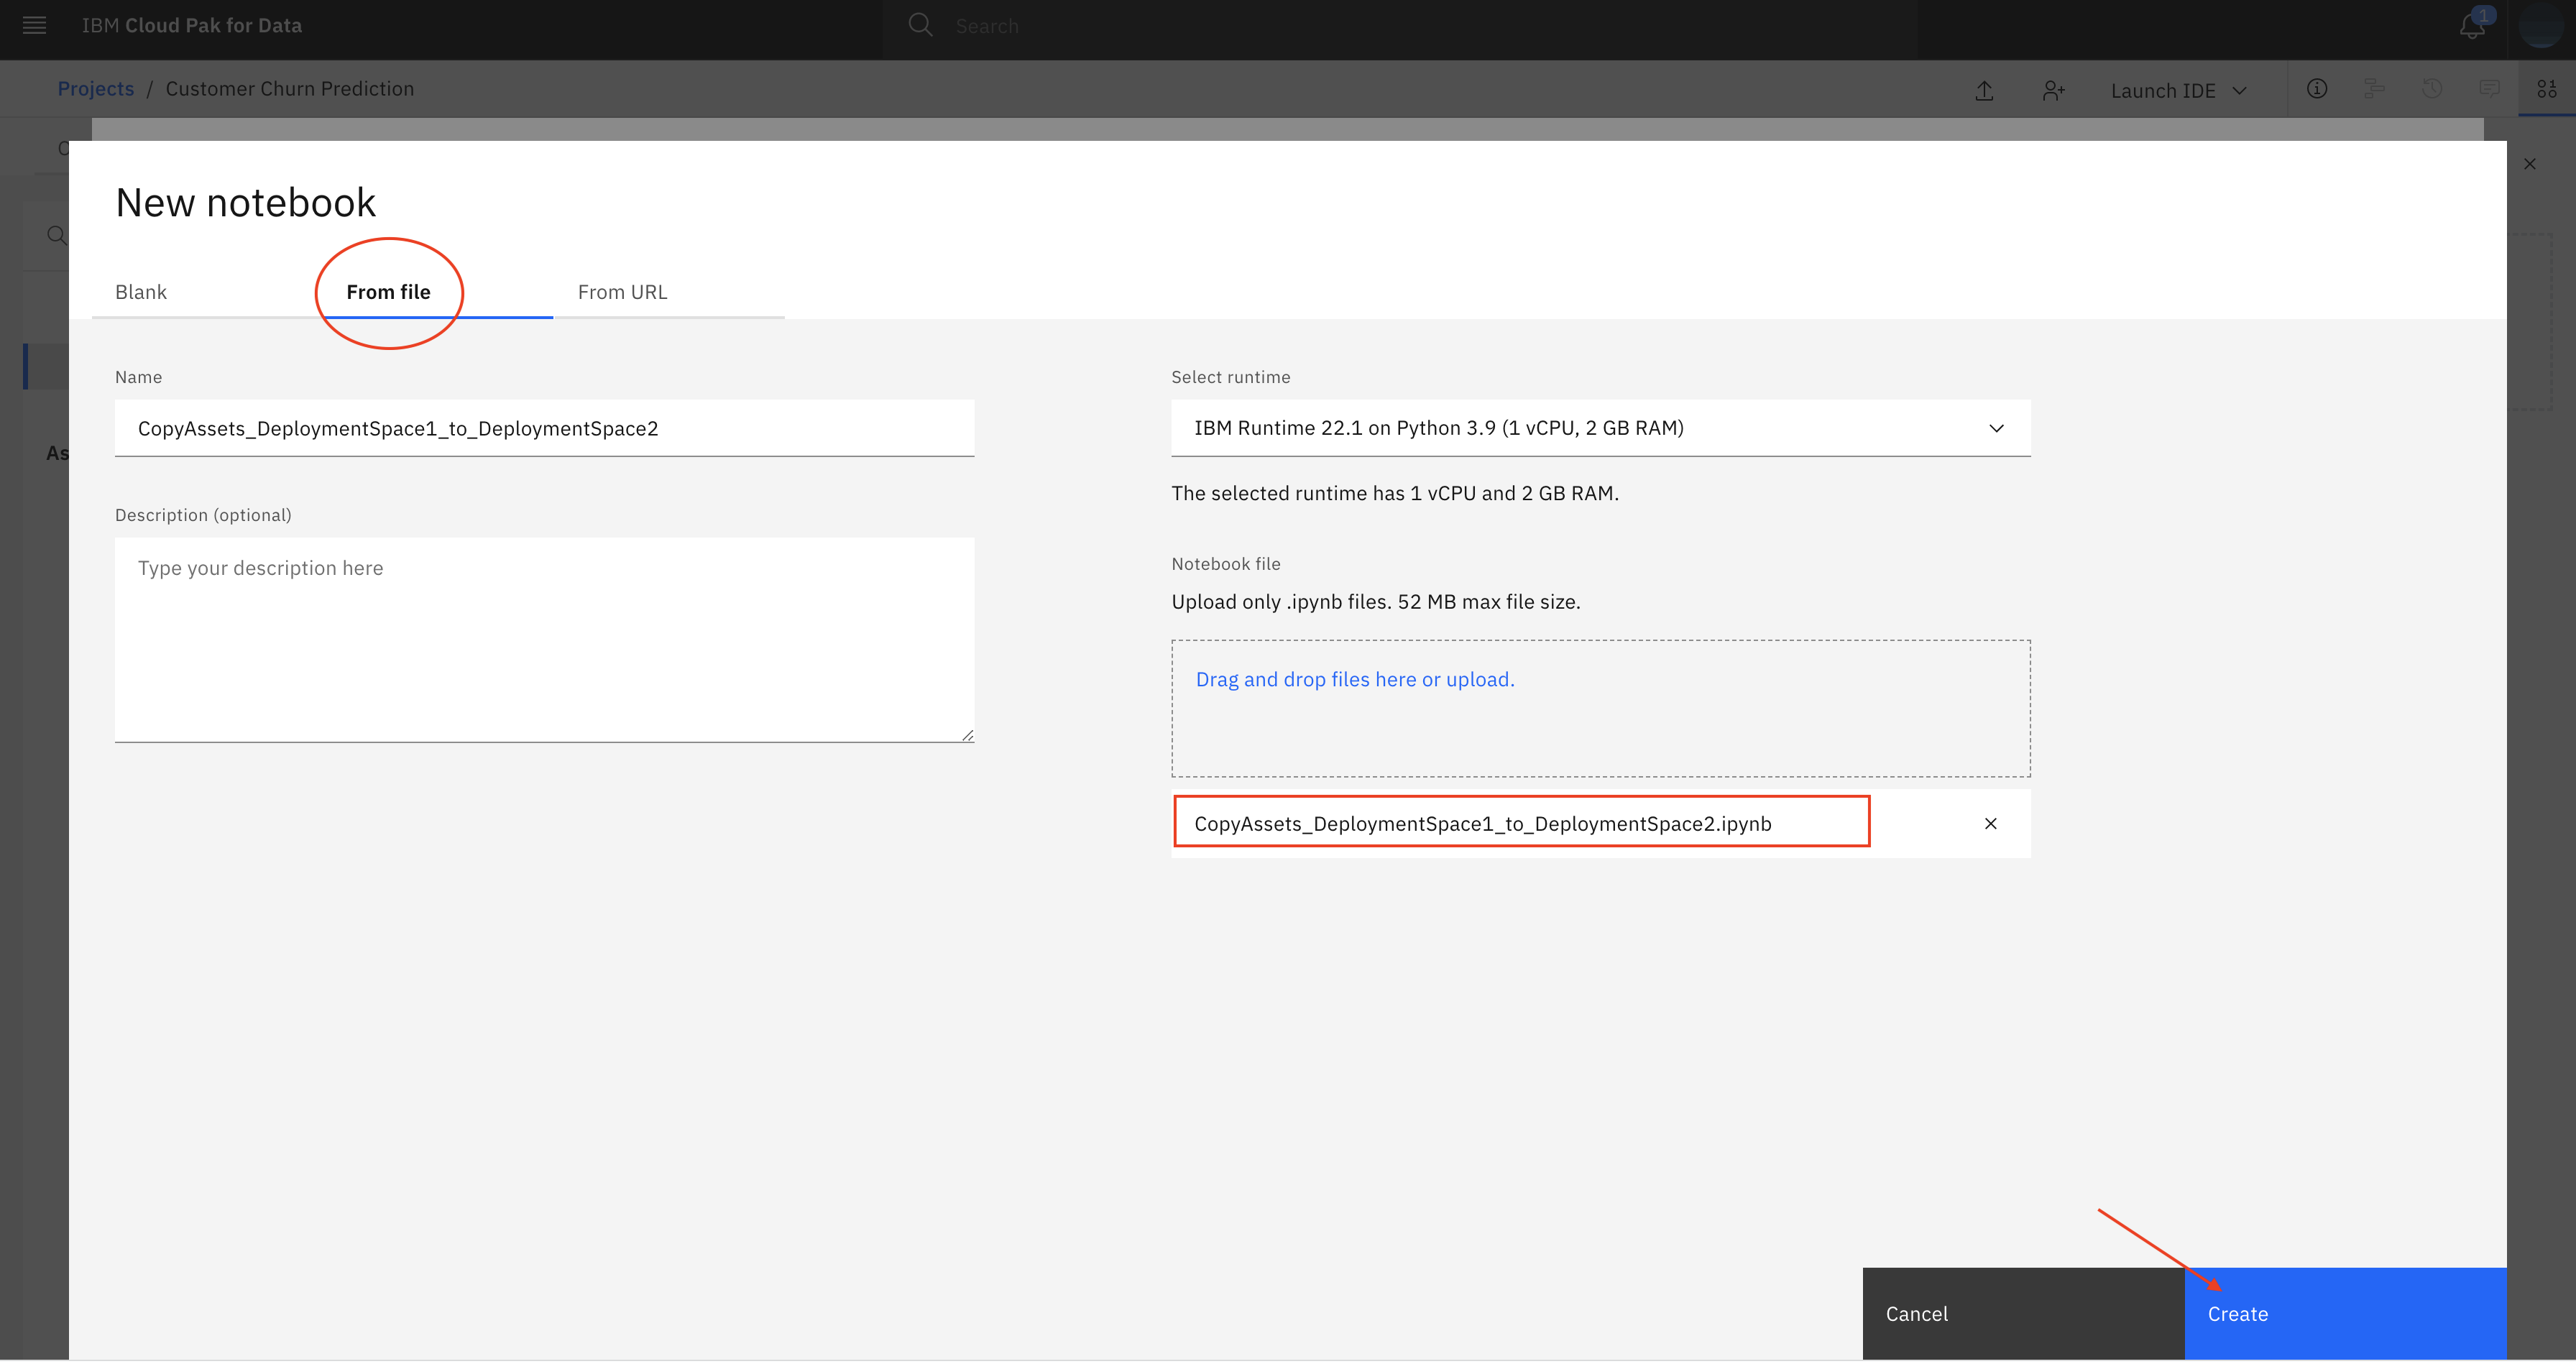 IBM Cloud Pak for Data
Search
1
Projects / Customer Churn Prediction
Launch IDE
New notebook
Blank
From file
From URL
Name
CopyAssets_DeploymentSpace1_to_DeploymentSpace2
Description (optional)
Type your description here
Select runtime
IBM Runtime 22.1 on Python 3.9 (1 vCPU, 2 GB RAM)
The selected runtime has 1 vCPU and 2 GB RAM.
Notebook file
Upload only .ipynb files. 52 MB max file size.
Drag and drop files here or upload.
CopyAssets_DeploymentSpace1_to_DeploymentSpace2.ipynb
As
Cancel
Create